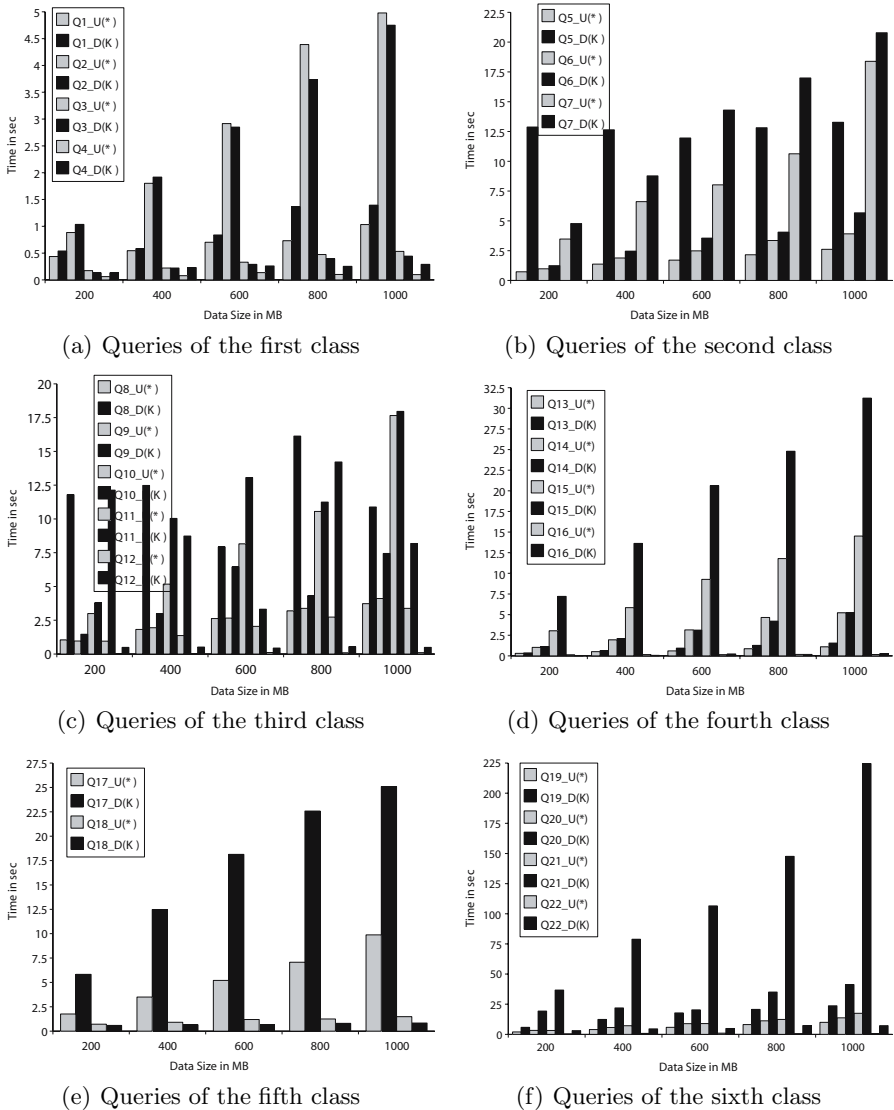 5
4.5
4
3.5
3
2.5
2
1.5
1
0.5
0
Time in sec
Q1_U(* )
Q1_D(K )
Q2_U(* )
Q2_D(K )
Q3_U(* )
Q3_D(K )
Q4_U(* )
Q4_D(K )
200 400 600 800 1000
Data Size in MB
(a) Queries of the first class
22.5
20
17.5
15
12.5
10
7.5
5
2.5
0
Time in sec
Q5_U(* )
Q5_D(K )
Q6_U(* )
Q6_D(K )
Q7_U(* )
Q7_D(K )
200 400 600 800 1000
Data Size in MB
(b) Queries of the second class
20
17.5
15
12.5
10
7.5
5
2.5
0
Time in sec
Q8_U(* )
Q8_D(K )
Q9_U(* )
Q9_D(K )
Q10_U(* )
Q10_D(K )
Q11_U(* )
Q11_D(K )
Q12_U(* )
Q12_D(K )
200 400 600 800 1000
Data Size in MB
(c) Queries of the third class
32.5
30
27.5
25
22.5
20
17.5
15
12.5
10
7.5
5
2.5
0
Time in sec
Q13_U(*)
Q13_D(K)
Q14_U(*)
Q14_D(K)
Q15_U(*)
Q15_D(K)
Q16_U(*)
Q16_D(K)
200 400 600 800 1000
Data Size in MB
(d) Queries of the fourth class
27.5
25
22.5
20
17.5
15
12.5
10
7.5
5
2.5
0
Time in sec
Q17_U(* )
Q17_D(K )
Q18_U(* )
Q18_D(K )
200 400 600 800 1000
Data Size in MB
(e) Queries of the fifth class
225
200
175
150
125
100
75
50
25
0
Time in sec
Q19_U(*)
Q19_D(K)
Q20_U(*)
Q20_D(K)
Q21_U(*)
Q21_D(K)
Q22_U(*)
Q22_D(K)
200 400 600 800 1000
Data Size in MB
(f) Queries of the sixth class